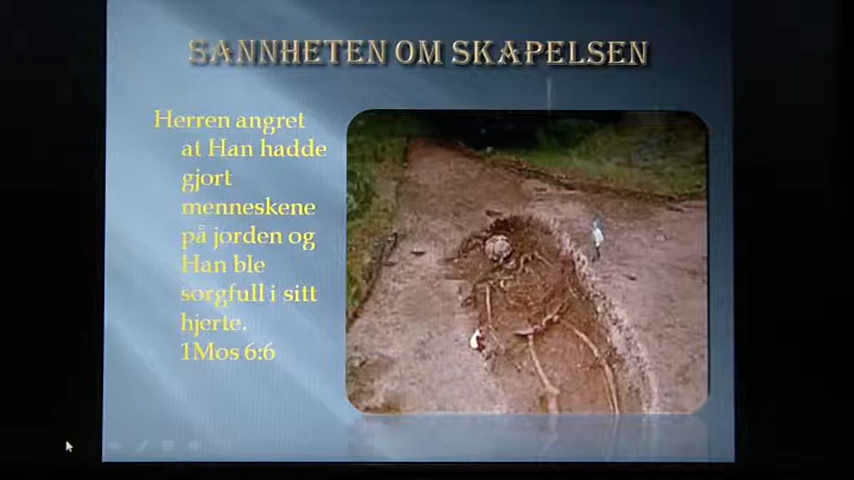 SANNHETEN OM SKAPELSEN
Herren angret
at Han hadde
gjort
menneskene
på jorden og
Han ble
sorgfull i sitt
hjerte.
1Mos 6:6